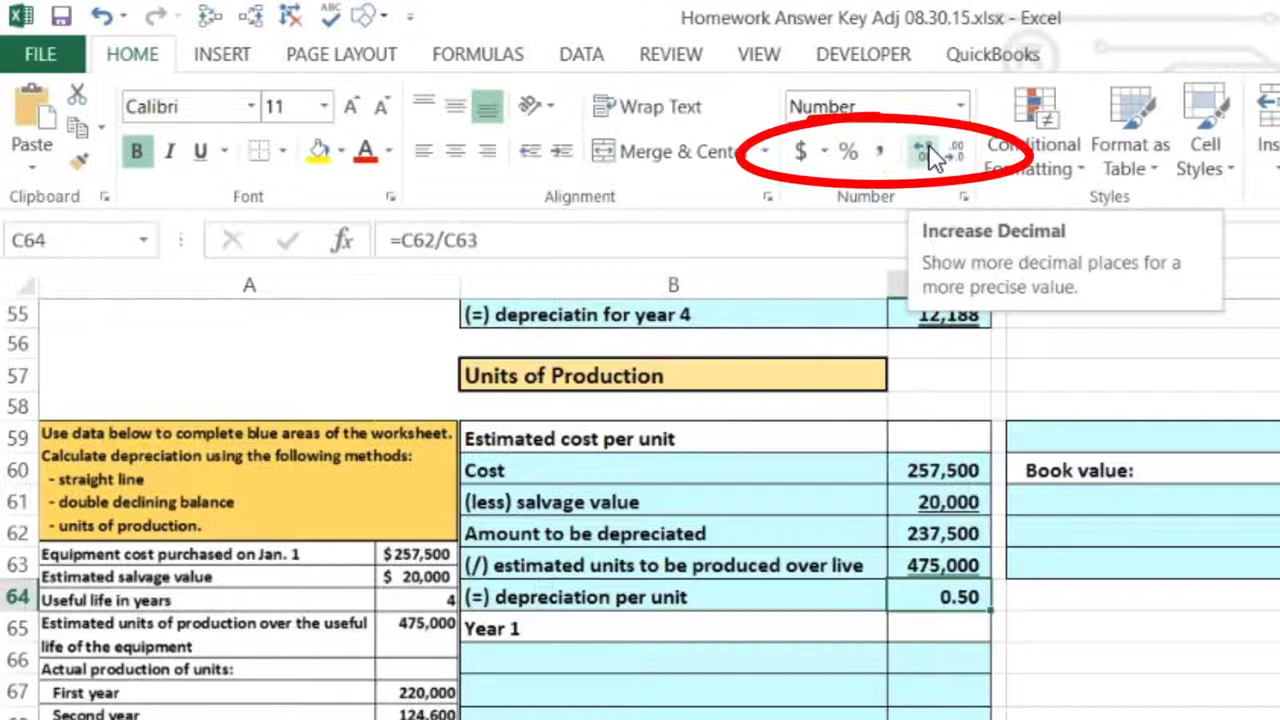 ABC
Homework Answer Key Adj 08.30.15.xlsx - Excel
FILE HOME INSERT PAGE LAYOUT FORMULAS DATA REVIEW VIEW DEVELOPER QuickBooks
Calibri 11 A A Wrap Text Number
Paste B I U A Merge & Cente $ % , .00 .0 Conditional Format as Cell Ins
Formatting Table Styles
Clipboard Font Alignment Number Styles
C64 fx =C62/C63
Increase Decimal
Show more decimal places for a
more precise value.
A B
55 (=) depreciatin for year 4 12,188
56
57 Units of Production
58
Use data below to complete blue areas of the worksheet.
Calculate depreciation using the following methods:
- straight line
- double declining balance
- units of production.
59 Estimated cost per unit
60 Cost 257,500 Book value:
61 (less) salvage value 20,000
62 Amount to be depreciated 237,500
Equipment cost purchased on Jan. 1 $257,500
63 (/) estimated units to be produced over live 475,000
Estimated salvage value $ 20,000
64 Useful life in years 4 (=) depreciation per unit 0.50
65 Estimated units of production over the useful 475,000 Year 1
life of the equipment
66 Actual production of units:
67 First year 220,000
Second year 124,600